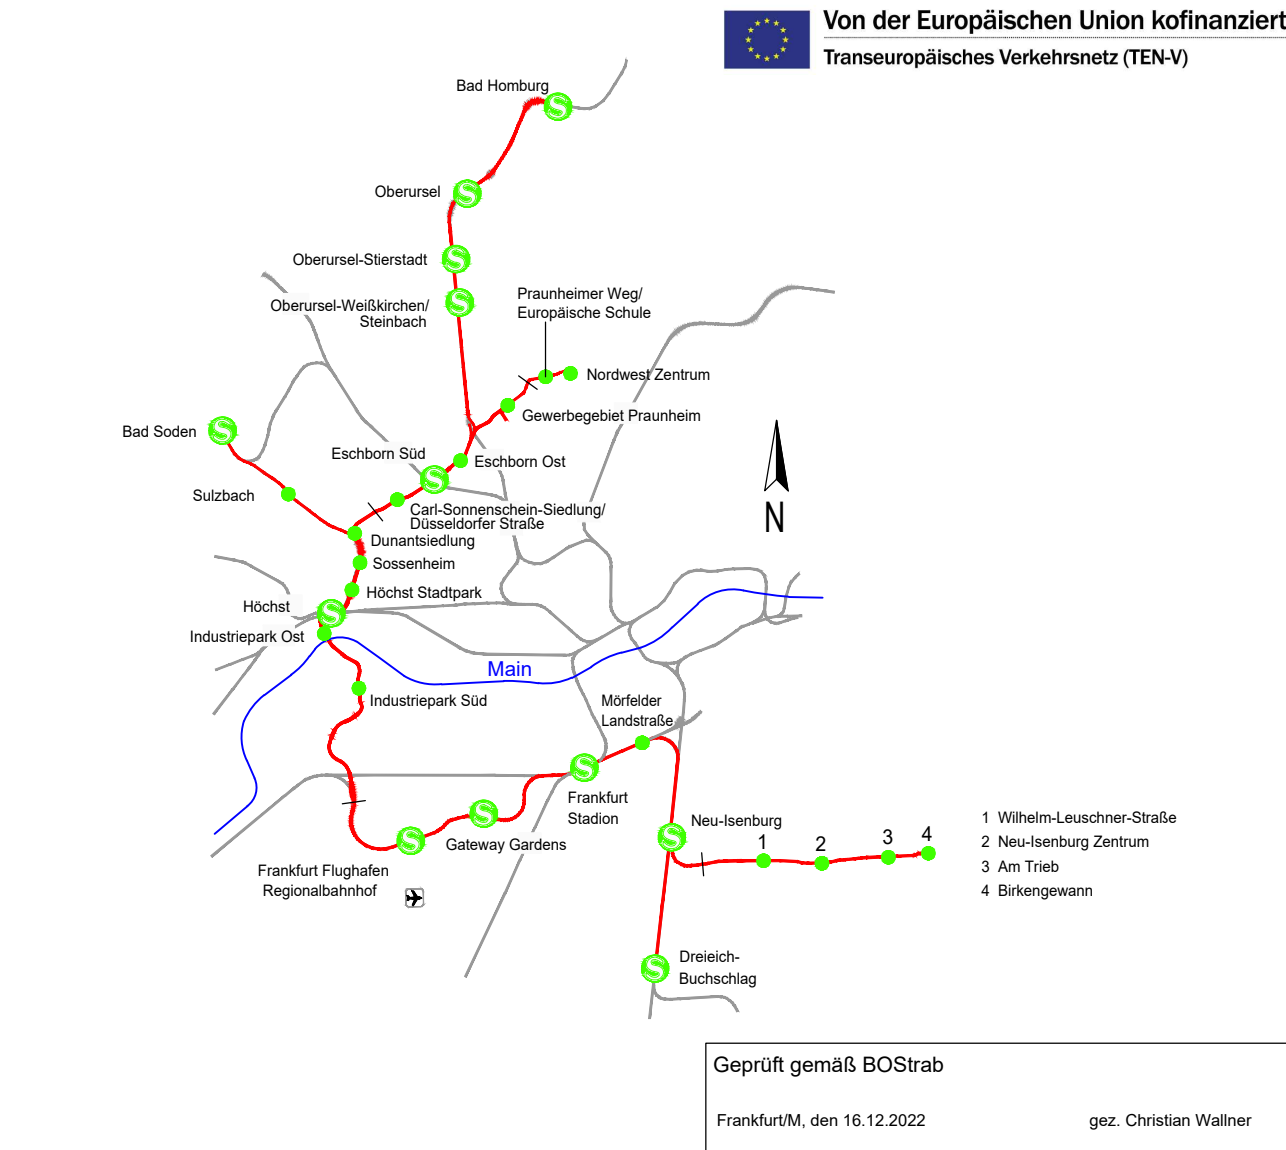 Von der Europäischen Union kofinanziert
Transeuropäisches Verkehrsnetz (TEN-V)
Bad Homburg
Oberursel
Oberursel-Stierstadt
Oberursel-Weißkirchen/
Steinbach
Praunheimer Weg/
Europäische Schule
Nordwest Zentrum
Gewerbegebiet Praunheim
Bad Soden
Eschborn Süd
Eschborn Ost
Sulzbach
Carl-Sonnenschein-Siedlung/
Düsseldorfer Straße
Dunantsiedlung
Sossenheim
Höchst Stadtpark
Höchst
Industriepark Ost
N
Main
Industriepark Süd
Mörfelder
Landstraße
Frankfurt
Stadion
Gateway Gardens
Frankfurt Flughafen
Regionalbahnhof
Neu-Isenburg
1 2 3 4
1 Wilhelm-Leuschner-Straße
2 Neu-Isenburg Zentrum
3 Am Trieb
4 Birkengewann
Dreieich-
Buchschlag
Geprüft gemäß BOStrab
Frankfurt/M, den 16.12.2022 gez. Christian Wallner
S
S
S
S
S
S
S
S
S
S
S
S